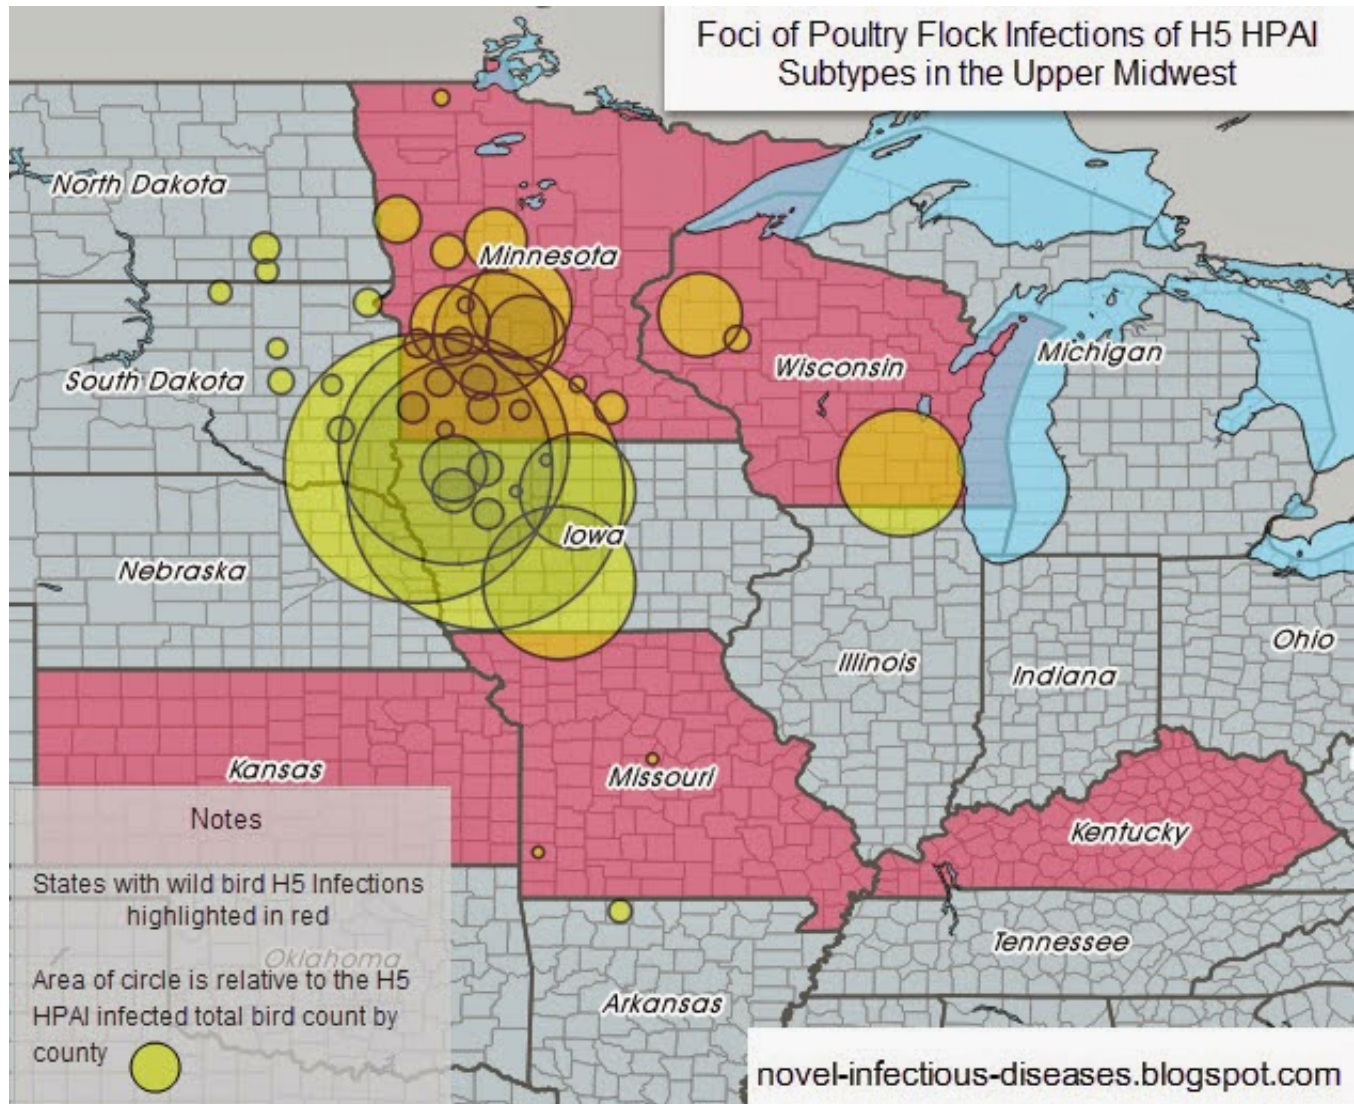 Foci of Poultry Flock Infections of H5 HPAI
Subtypes in the Upper Midwest
North Dakota
Minnesota
South Dakota
Wisconsin
Michigan
Nebraska
Iowa
Illinois
Indiana
Ohio
Kansas
Missouri
Kentucky
Notes
States with wild bird H5 Infections
highlighted in red
Oklahoma
Tennessee
Arkansas
Area of circle is relative to the H5
HPAI infected total bird count by
county
novel-infectious-diseases.blogspot.com